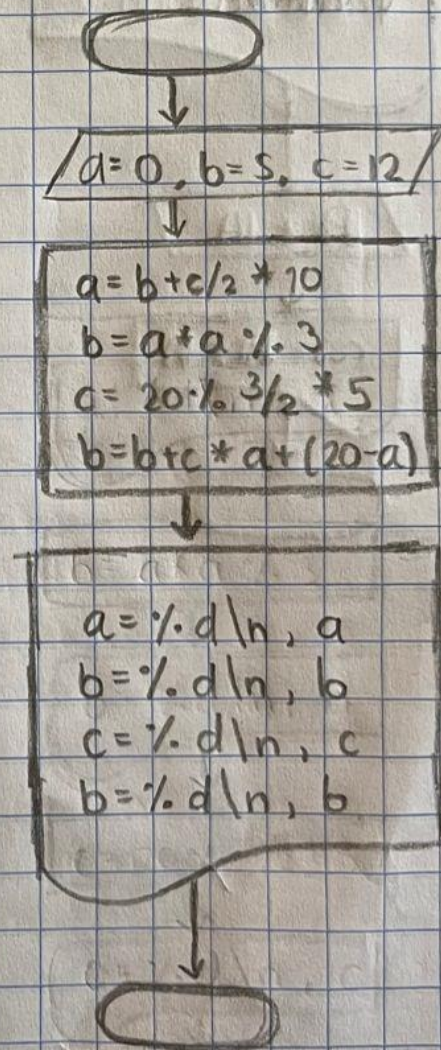 a=0, b=5, c=12
a=b+c/2*10
b=a*a%3
c=20%3/2*5
b=b+c*a+(20-a)
a=%d\n, a
b=%d\n, b
c=%d\n, c
b=%d\n, b